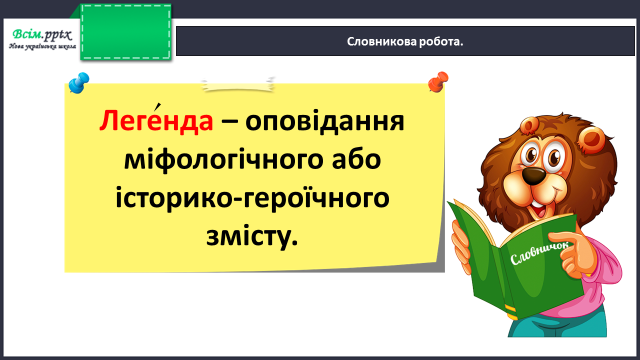 Всім.pptx
Нова українська школа
Словникова робота.
Леге́нда – оповідання
міфологічного або
історико-героїчного
змісту.
Словничок